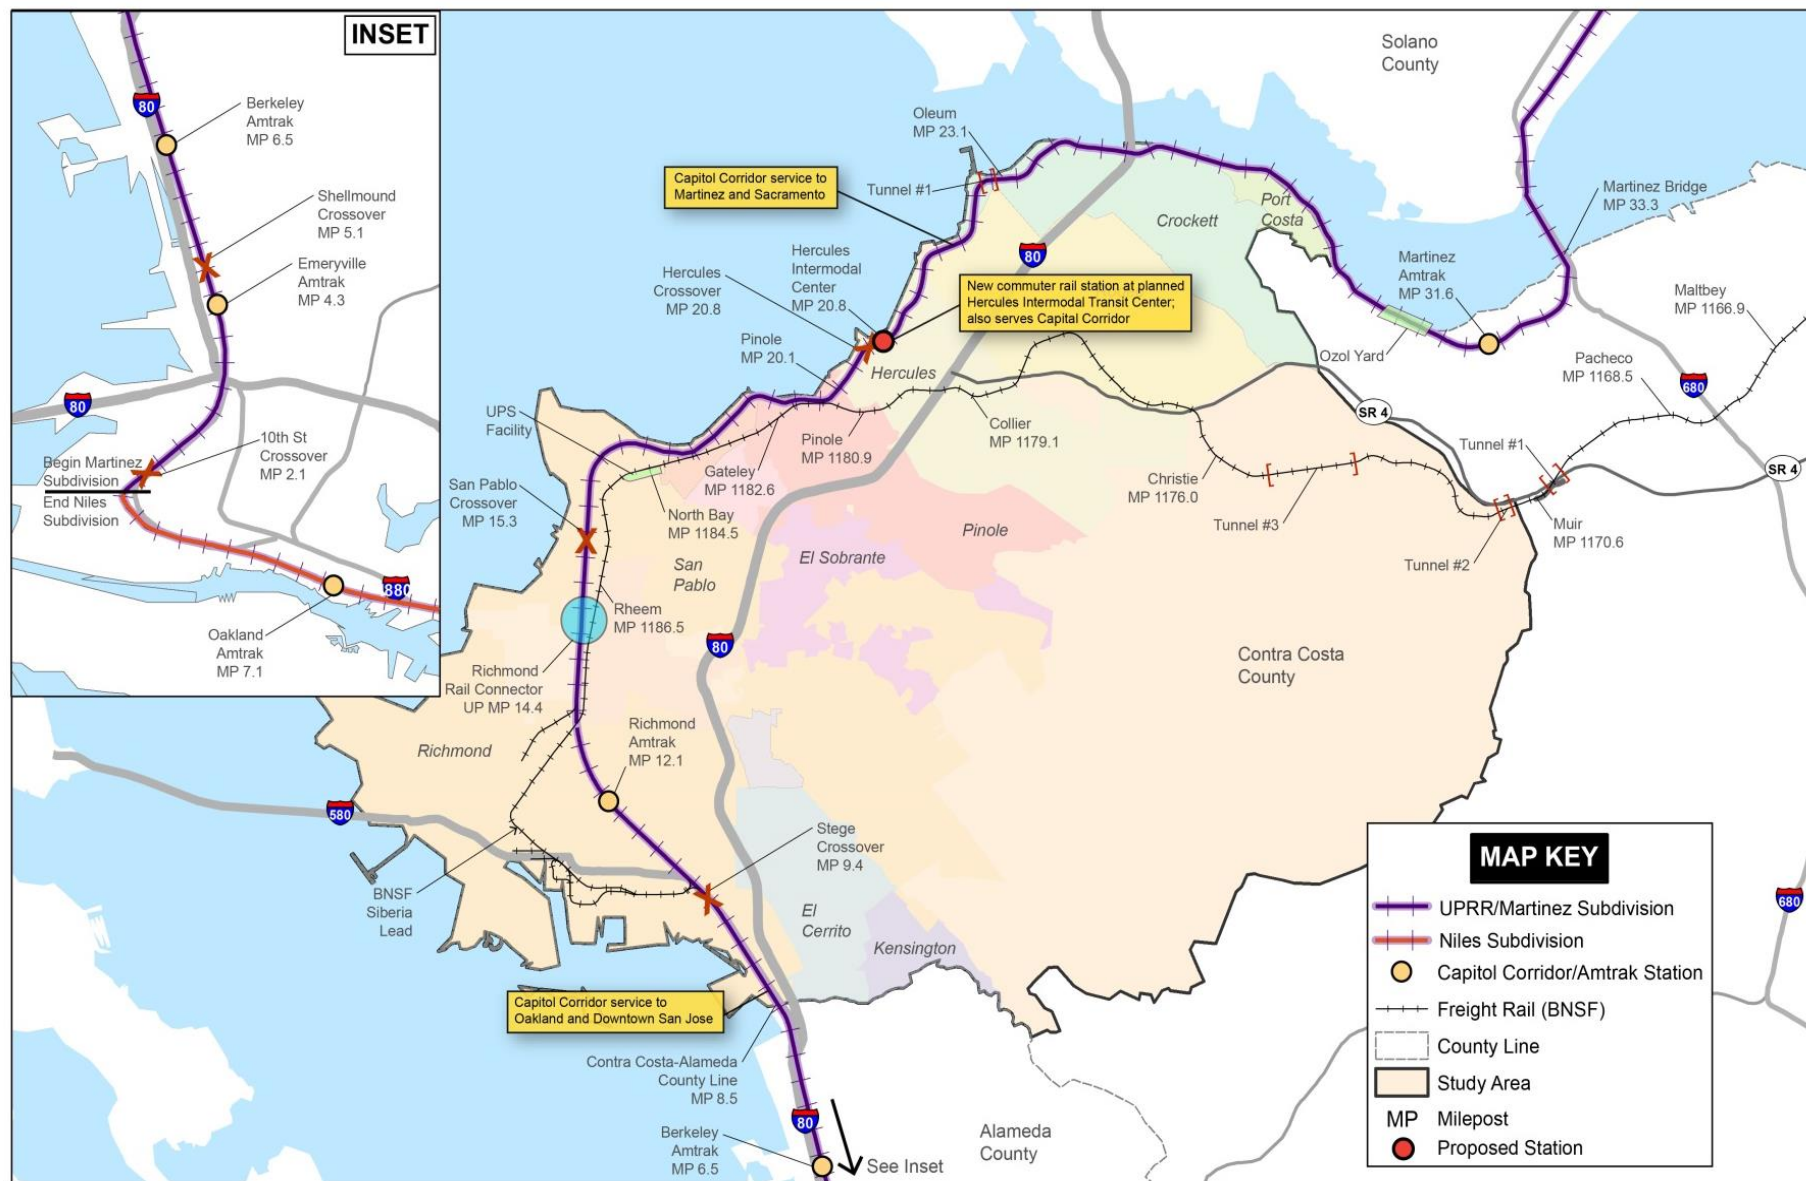 INSET
80
Berkeley
Amtrak
MP 6.5
Shellmound
Crossover
MP 5.1
Emeryville
Amtrak
MP 4.3
80
10th St
Crossover
MP 2.1
Begin Martinez
Subdivision
End Niles
Subdivision
880
Oakland
Amtrak
MP 7.1
Solano
County
Oleum
MP 23.1
Tunnel #1
Capitol Corridor service to
Martinez and Sacramento
Crockett
Port
Costa
Martinez Bridge
MP 33.3
80
Hercules
Intermodal
Center
MP 20.8
Hercules
Crossover
MP 20.8
New commuter rail station at planned
Hercules Intermodal Transit Center;
also serves Capital Corridor
Martinez
Amtrak
MP 31.6
Maltbey
MP 1166.9
Pinole
MP 20.1
Ozol Yard
Pacheco
MP 1168.5
680
Hercules
UPS
Facility
SR 4
Collier
MP 1179.1
Pinole
MP 1180.9
Gateley
MP 1182.6
Tunnel #1
SR 4
San Pablo
Crossover
MP 15.3
North Bay
MP 1184.5
Christie
MP 1176.0
Tunnel #3
Pinole
Muir
MP 1170.6
Tunnel #2
El Sobrante
San
Pablo
Rheem
MP 1186.5
80
Contra Costa
County
Richmond
Rail Connector
UP MP 14.4
Richmond
Richmond
Amtrak
MP 12.1
580
Stege
Crossover
MP 9.4
BNSF
Siberia
Lead
El
Cerrito
Kensington
680
Capitol Corridor service to
Oakland and Downtown San Jose
Contra Costa-Alameda
County Line
MP 8.5
80
Berkeley
Amtrak
MP 6.5
See Inset
Alameda
County
MAP KEY
UPRR/Martinez Subdivision
Niles Subdivision
Capitol Corridor/Amtrak Station
Freight Rail (BNSF)
County Line
Study Area
MP Milepost
Proposed Station